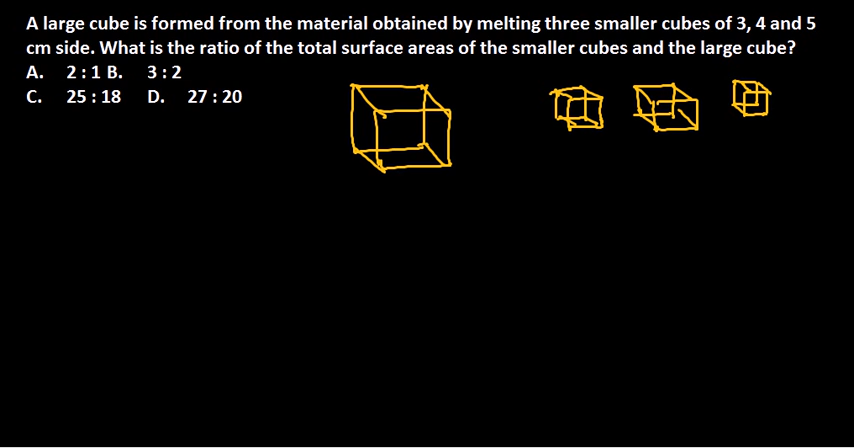 A large cube is formed from the material obtained by melting three smaller cubes of 3, 4 and 5
cm side. What is the ratio of the total surface areas of the smaller cubes and the large cube?
A. 2 : 1 B. 3 : 2
C. 25 : 18 D. 27 : 20